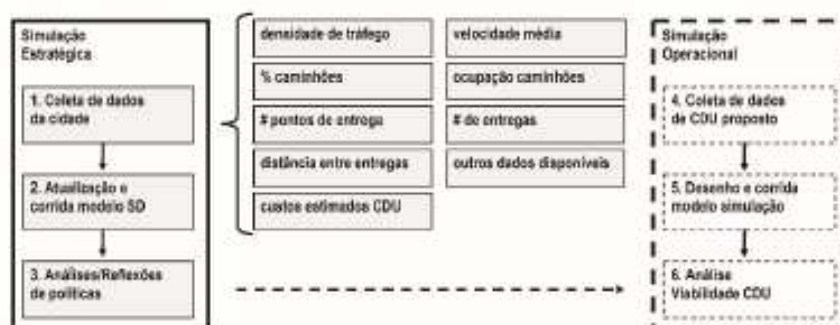 Simulação
Estratégica
1. Coleta de dados
da cidade
2. Atualização e
corrida modelo SD
3. Análises/Reflexões
de políticas
densidade de tráfego
velocidade média
% caminhões
ocupação caminhões
# pontos de entrega
# de entregas
distância entre entregas
outros dados disponíveis
custos estimados CDU
Simulação
Operacional
4. Coleta de dados
de CDU proposto
5. Desenho e corrida
modelo simulação
6. Análise
Viabilidade CDU